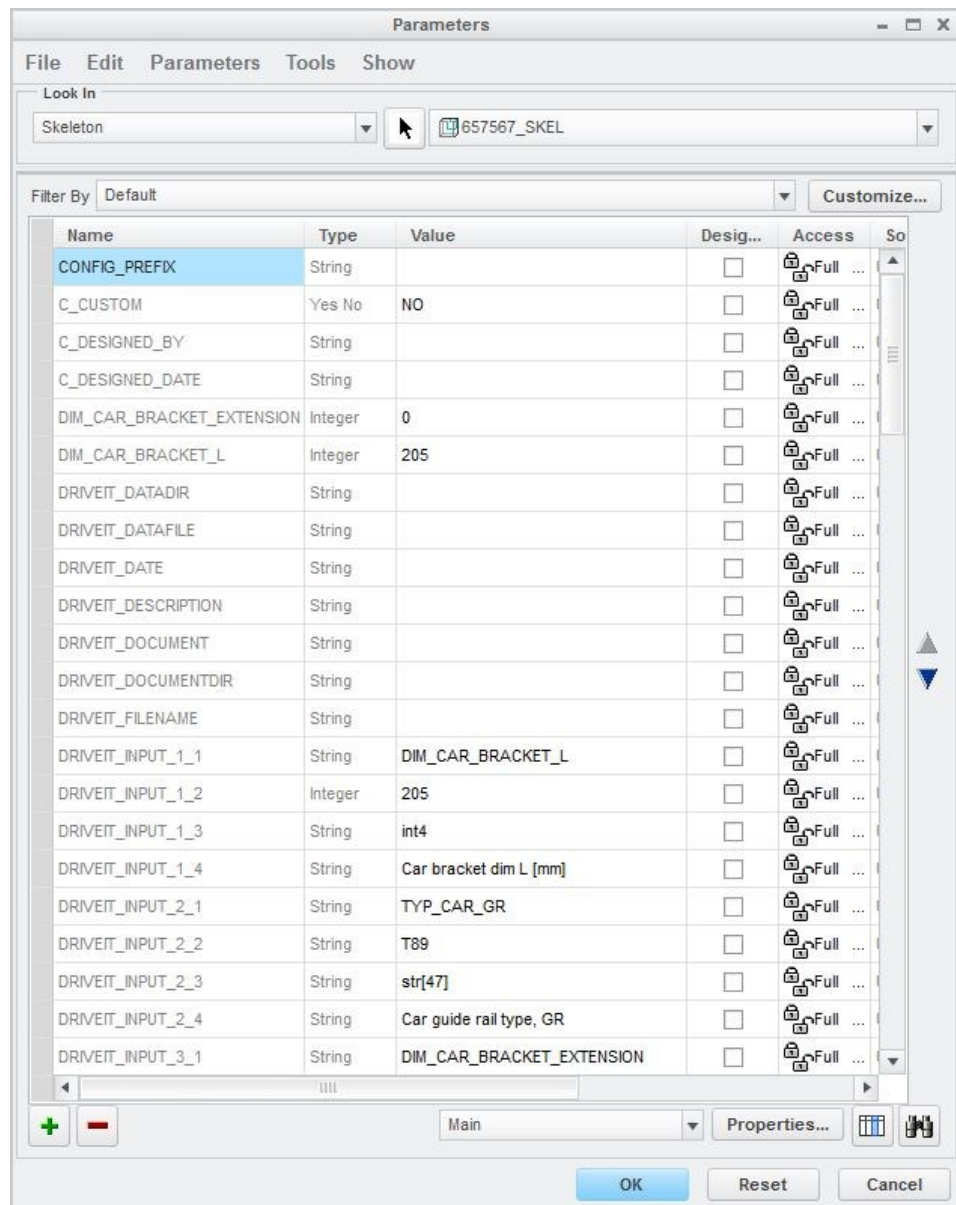 Parameters
File Edit Parameters Tools Show
Look In
Skeleton 657567_SKEL
Filter By Default Customize...
Name Type Value Desig... Access So
CONFIG_PREFIX String Full ...
C_CUSTOM Yes No NO Full ...
C_DESIGNED_BY String Full ...
C_DESIGNED_DATE String Full ...
DIM_CAR_BRACKET_EXTENSION Integer 0 Full ...
DIM_CAR_BRACKET_L Integer 205 Full ...
DRIVEIT_DATADIR String Full ...
DRIVEIT_DATAFILE String Full ...
DRIVEIT_DATE String Full ...
DRIVEIT_DESCRIPTION String Full ...
DRIVEIT_DOCUMENT String Full ...
DRIVEIT_DOCUMENTDIR String Full ...
DRIVEIT_FILENAME String Full ...
DRIVEIT_INPUT_1_1 String DIM_CAR_BRACKET_L Full ...
DRIVEIT_INPUT_1_2 Integer 205 Full ...
DRIVEIT_INPUT_1_3 String int4 Full ...
DRIVEIT_INPUT_1_4 String Car bracket dim L [mm] Full ...
DRIVEIT_INPUT_2_1 String TYP_CAR_GR Full ...
DRIVEIT_INPUT_2_2 String T89 Full ...
DRIVEIT_INPUT_2_3 String str[47] Full ...
DRIVEIT_INPUT_2_4 String Car guide rail type, GR Full ...
DRIVEIT_INPUT_3_1 String DIM_CAR_BRACKET_EXTENSION Full ...
Main Properties...
OK Reset Cancel